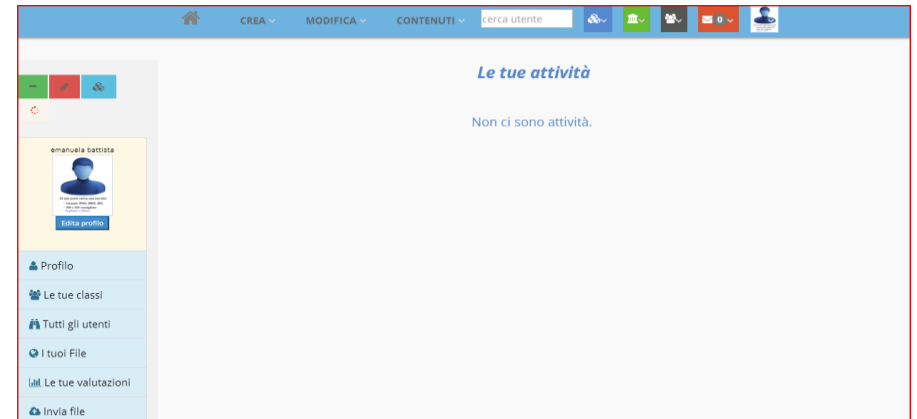 CREA MODIFICA CONTENUTI cerca utente 0
Le tue attività
Non ci sono attività.
emanuela battista
Edita profilo
Profilo
Le tue classi
Tutti gli utenti
I tuoi File
Le tue valutazioni
Invia file